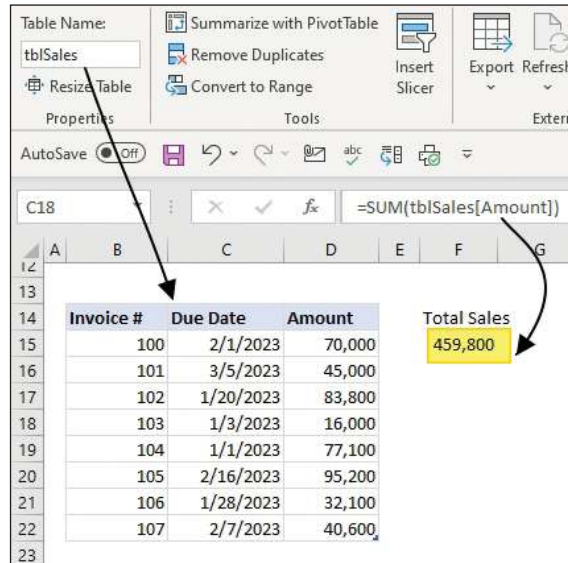 Table Name:
tblSales
Resize Table
Properties
Summarize with PivotTable
Remove Duplicates
Convert to Range
Tools
Insert
Slicer
Export Refresh
Extern
AutoSave Off
abc
C18 fx =SUM(tblSales[Amount])
A B C D E F G
12
13
14 Invoice # Due Date Amount Total Sales
15 100 2/1/2023 70,000 459,800
16 101 3/5/2023 45,000
17 102 1/20/2023 83,800
18 103 1/3/2023 16,000
19 104 1/1/2023 77,100
20 105 2/16/2023 95,200
21 106 1/28/2023 32,100
22 107 2/7/2023 40,600
23